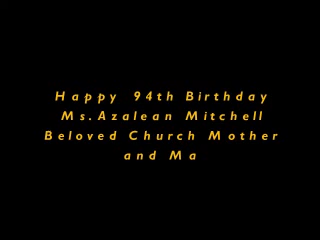 Happy 94th Birthday
Ms.Azalean Mitchell
Beloved Church Mother
and Ma